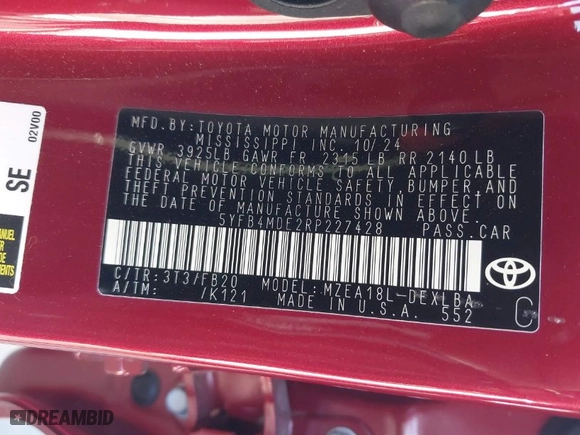 MFD.BY:TOYOTA MOTOR MANUFACTURING
MISSISSIPPI INC. 10/24
GVWR 3925LB GAWR FR 2315LB RR 2140LB
THIS VEHICLE CONFORMS TO ALL APPLICABLE
FEDERAL MOTOR VEHICLE SAFETY,BUMPER,AND
THEFT PREVENTION STANDARDS IN EFFECT ON
THE DATE OF MANUFACTURE SHOWN ABOVE.
5YFB4MDE2RP227428 PASS.CAR
C/TR:3T3/FB20 MODEL:MZEA18L-DEXLBA
A/TM: /K121 MADE IN U.S.A. 552
C
SE
02V00
DREAMBID